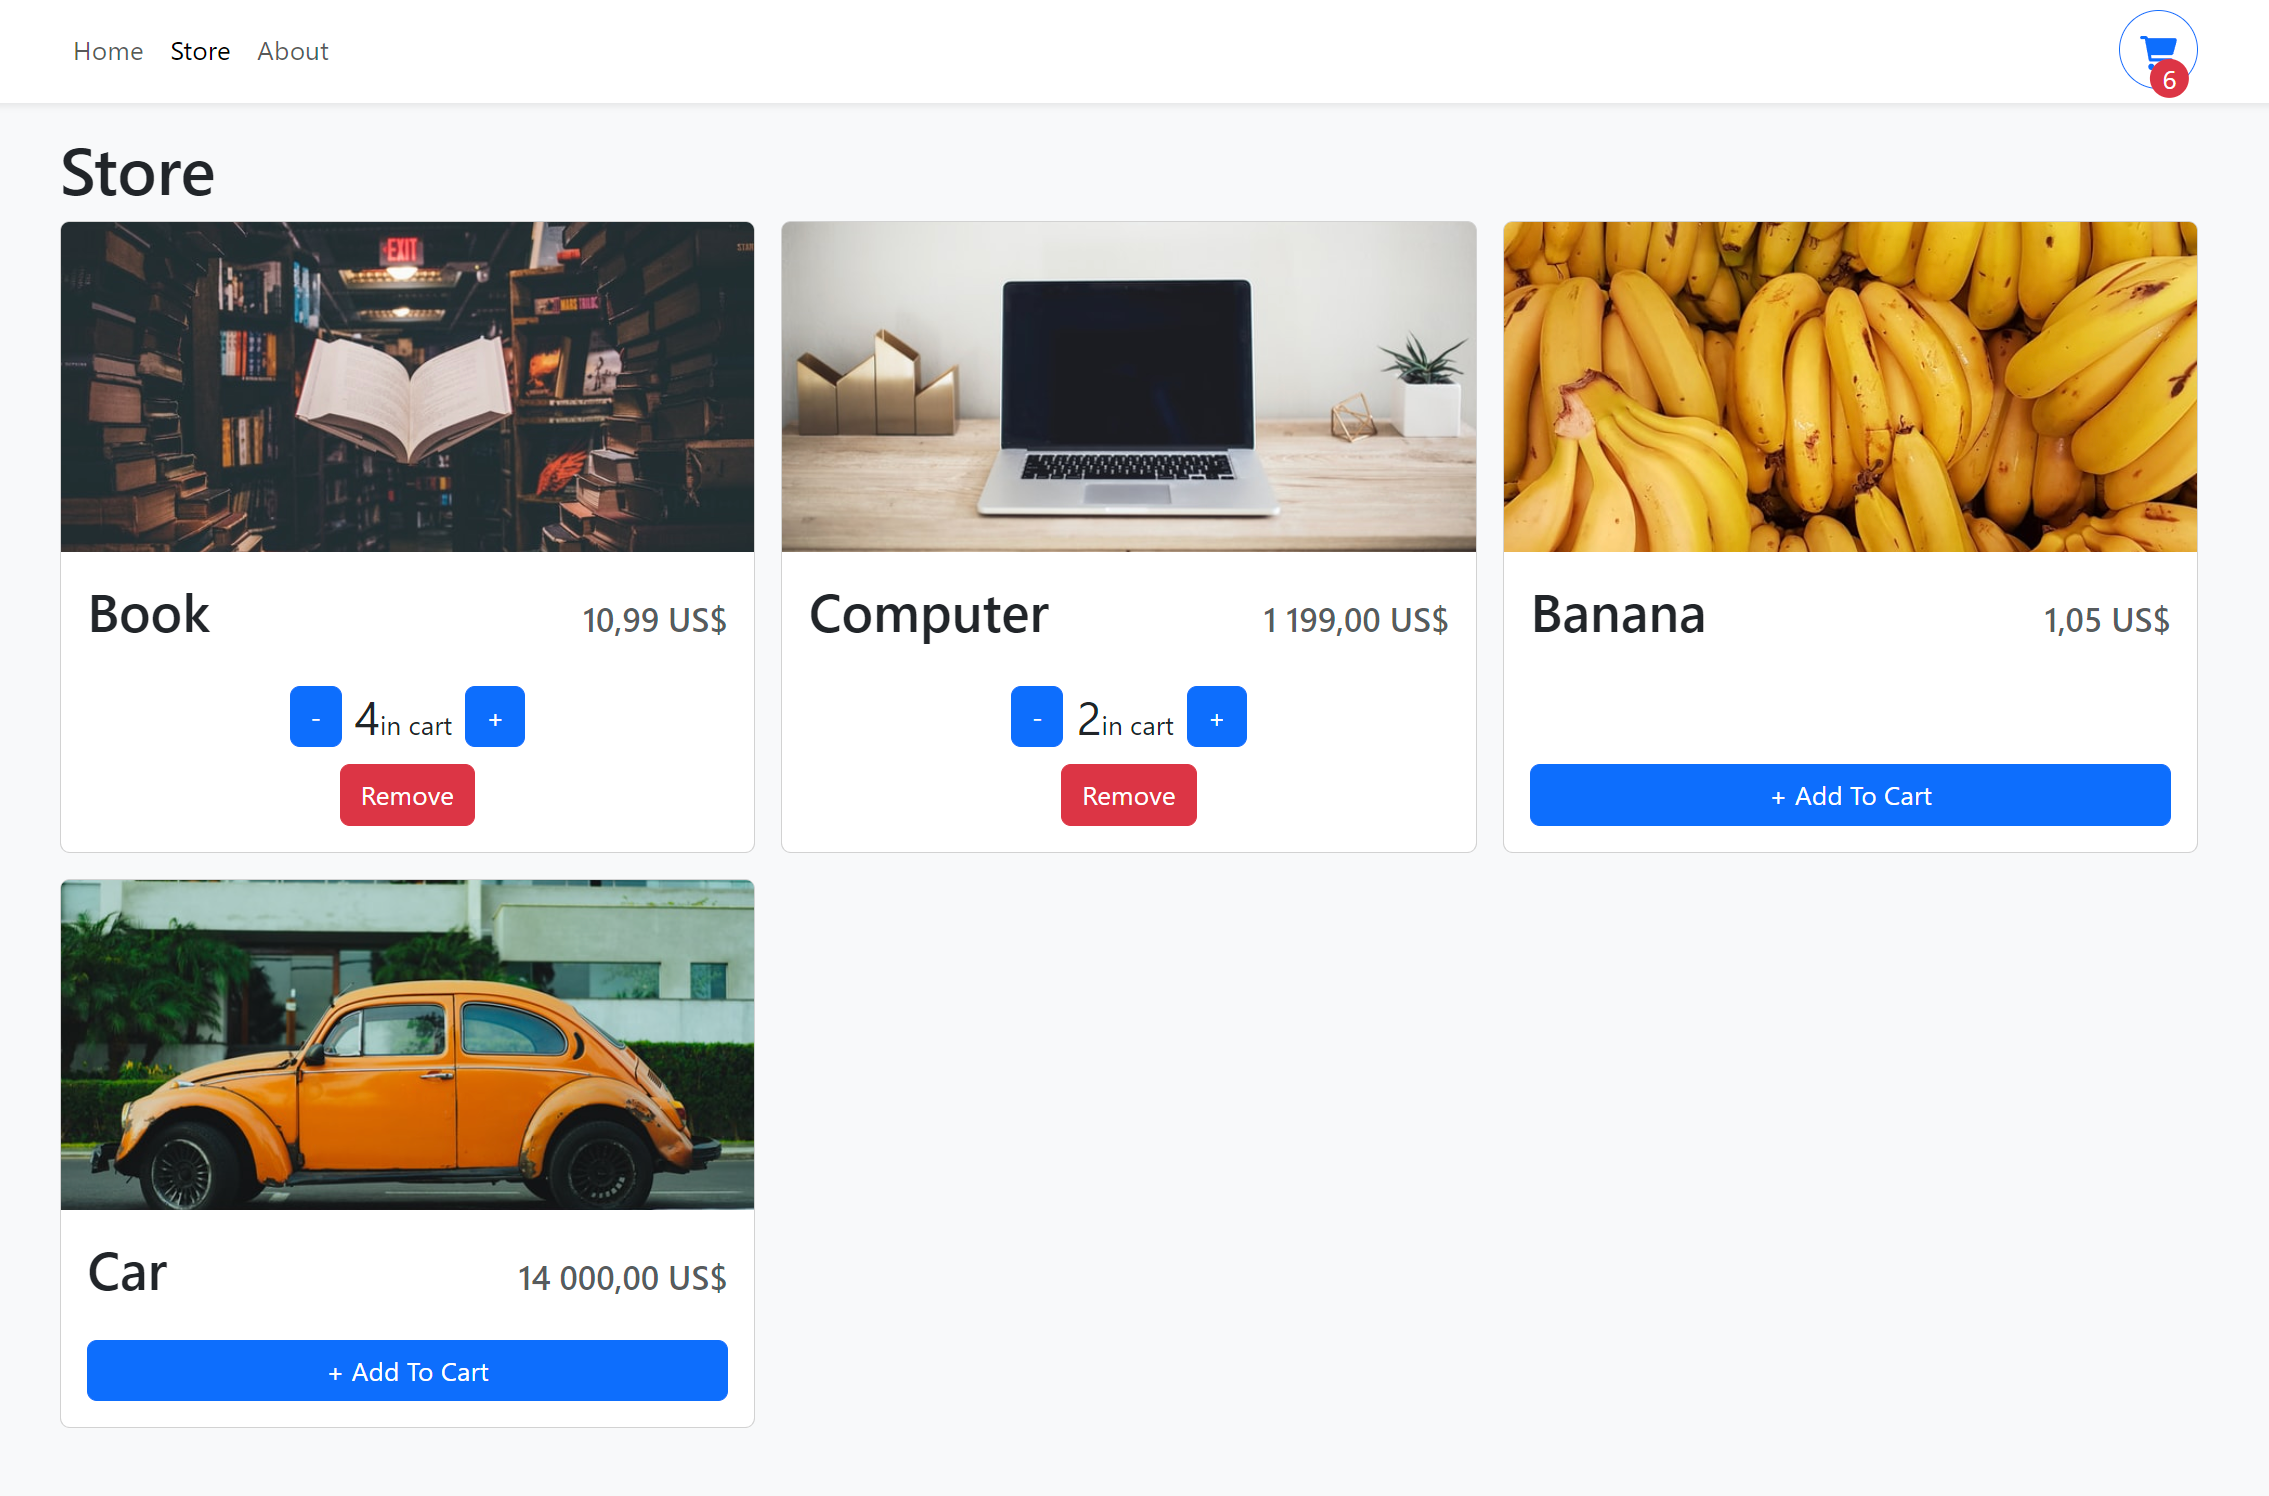 Home Store About
6
Store
EXIT
MARS
Book 10,99 US$
- 4in cart +
Remove
Computer 1 199,00 US$
- 2in cart +
Remove
Banana 1,05 US$
+ Add To Cart
Car 14 000,00 US$
+ Add To Cart